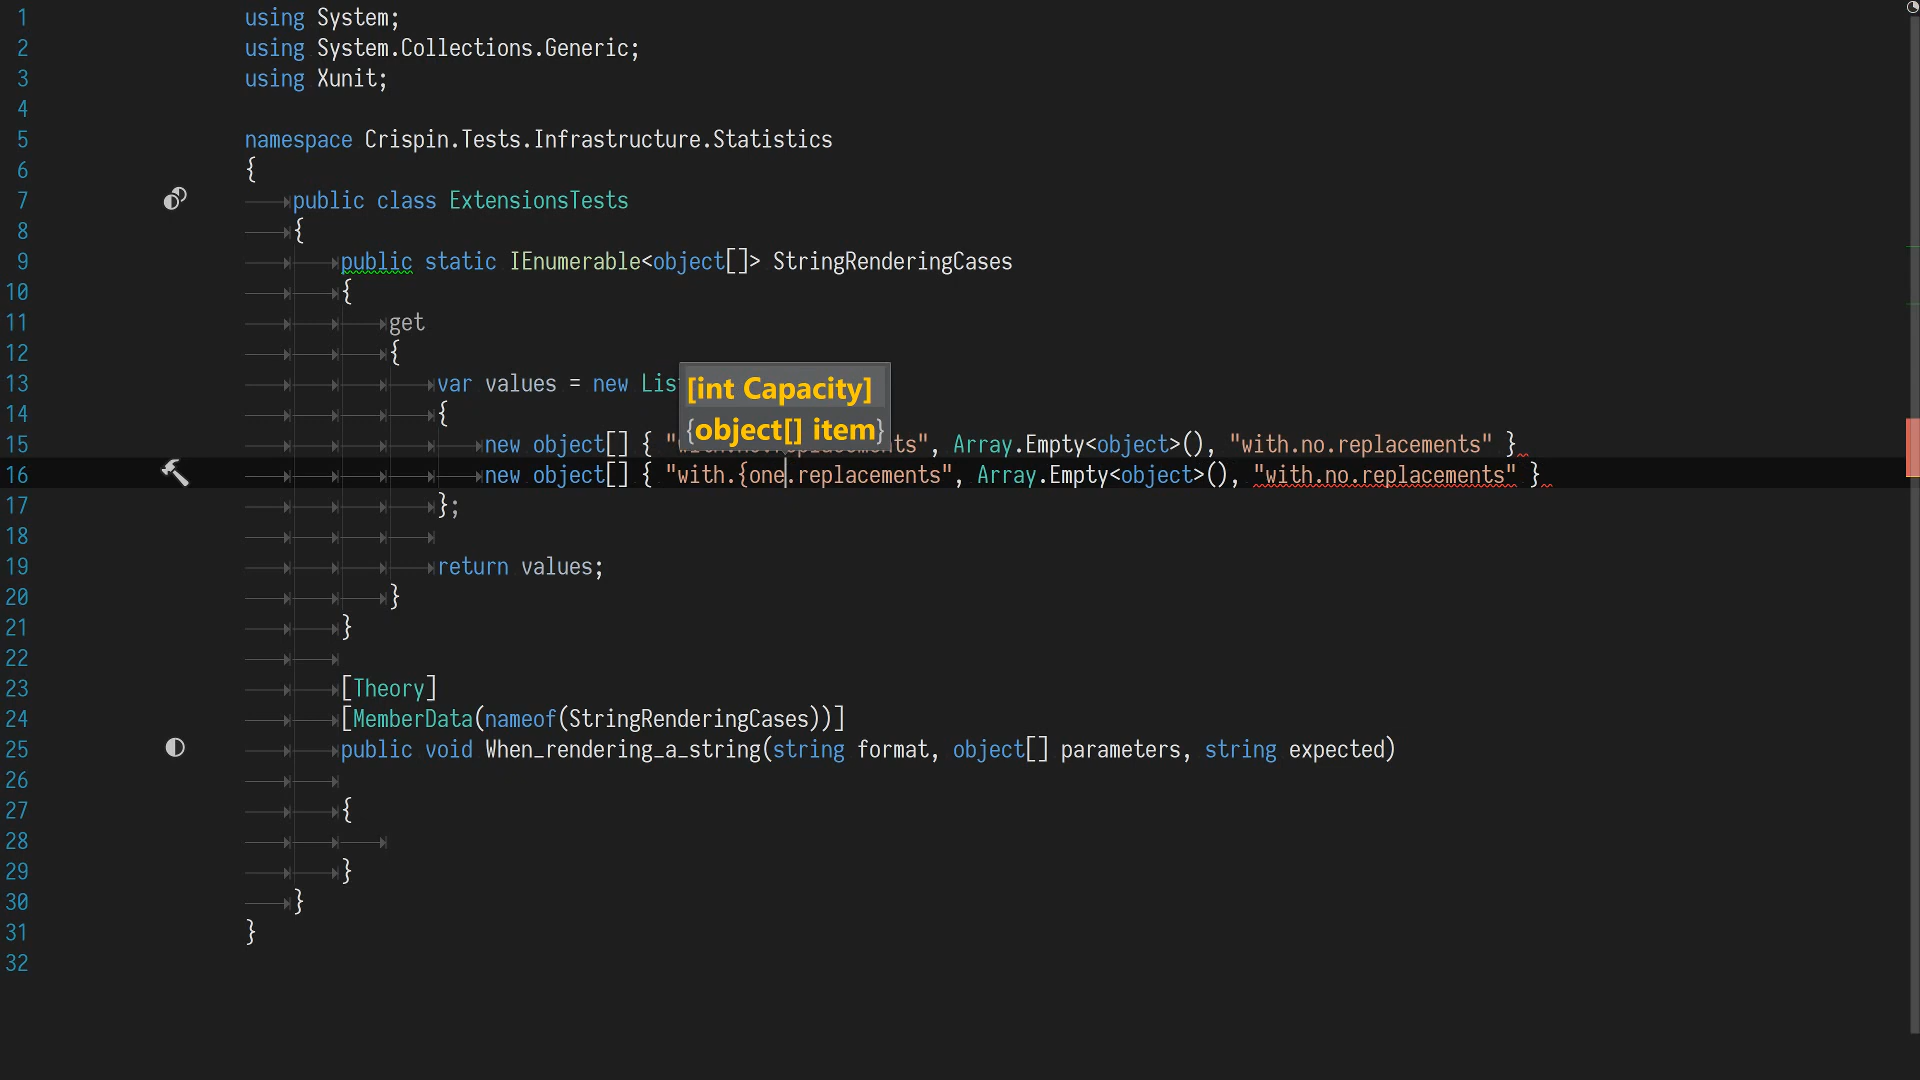 1 using System;
2 using System.Collections.Generic;
3 using Xunit;
4
5 namespace Crispin.Tests.Infrastructure.Statistics
6 {
7 public class ExtensionsTests
8 {
9 public static IEnumerable<object[]> StringRenderingCases
10 {
11 get
12 {
13 var values = new Lis
[int Capacity]
14 {
{object[] item}
15 new object[] { "with.no.replacements", Array.Empty<object>(), "with.no.replacements" }
16 new object[] { "with.{one.replacements", Array.Empty<object>(), "with.no.replacements" }
17 };
18
19 return values;
20 }
21 }
22
23 [Theory]
24 [MemberData(nameof(StringRenderingCases))]
25 public void When_rendering_a_string(string format, object[] parameters, string expected)
26
27 {
28
29 }
30 }
31 }
32